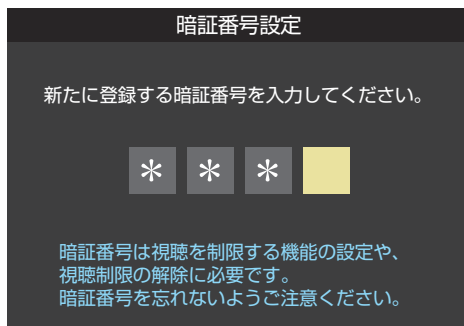 暗証番号設定
新たに登録する暗証番号を入力してください。
* * *
暗証番号は視聴を制限する機能の設定や、
視聴制限の解除に必要です。
暗証番号を忘れないようご注意ください。